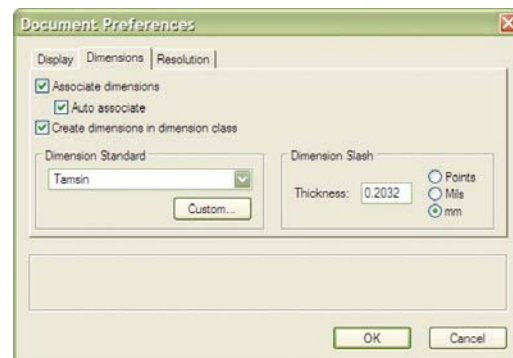 Document Preferences
Display Dimensions Resolution
Associate dimensions
Auto associate
Create dimensions in dimension class
Dimension Standard
Tamsin
Custom...
Dimension Slash
Thickness: 0.2032
Points
Mils
mm
OK Cancel